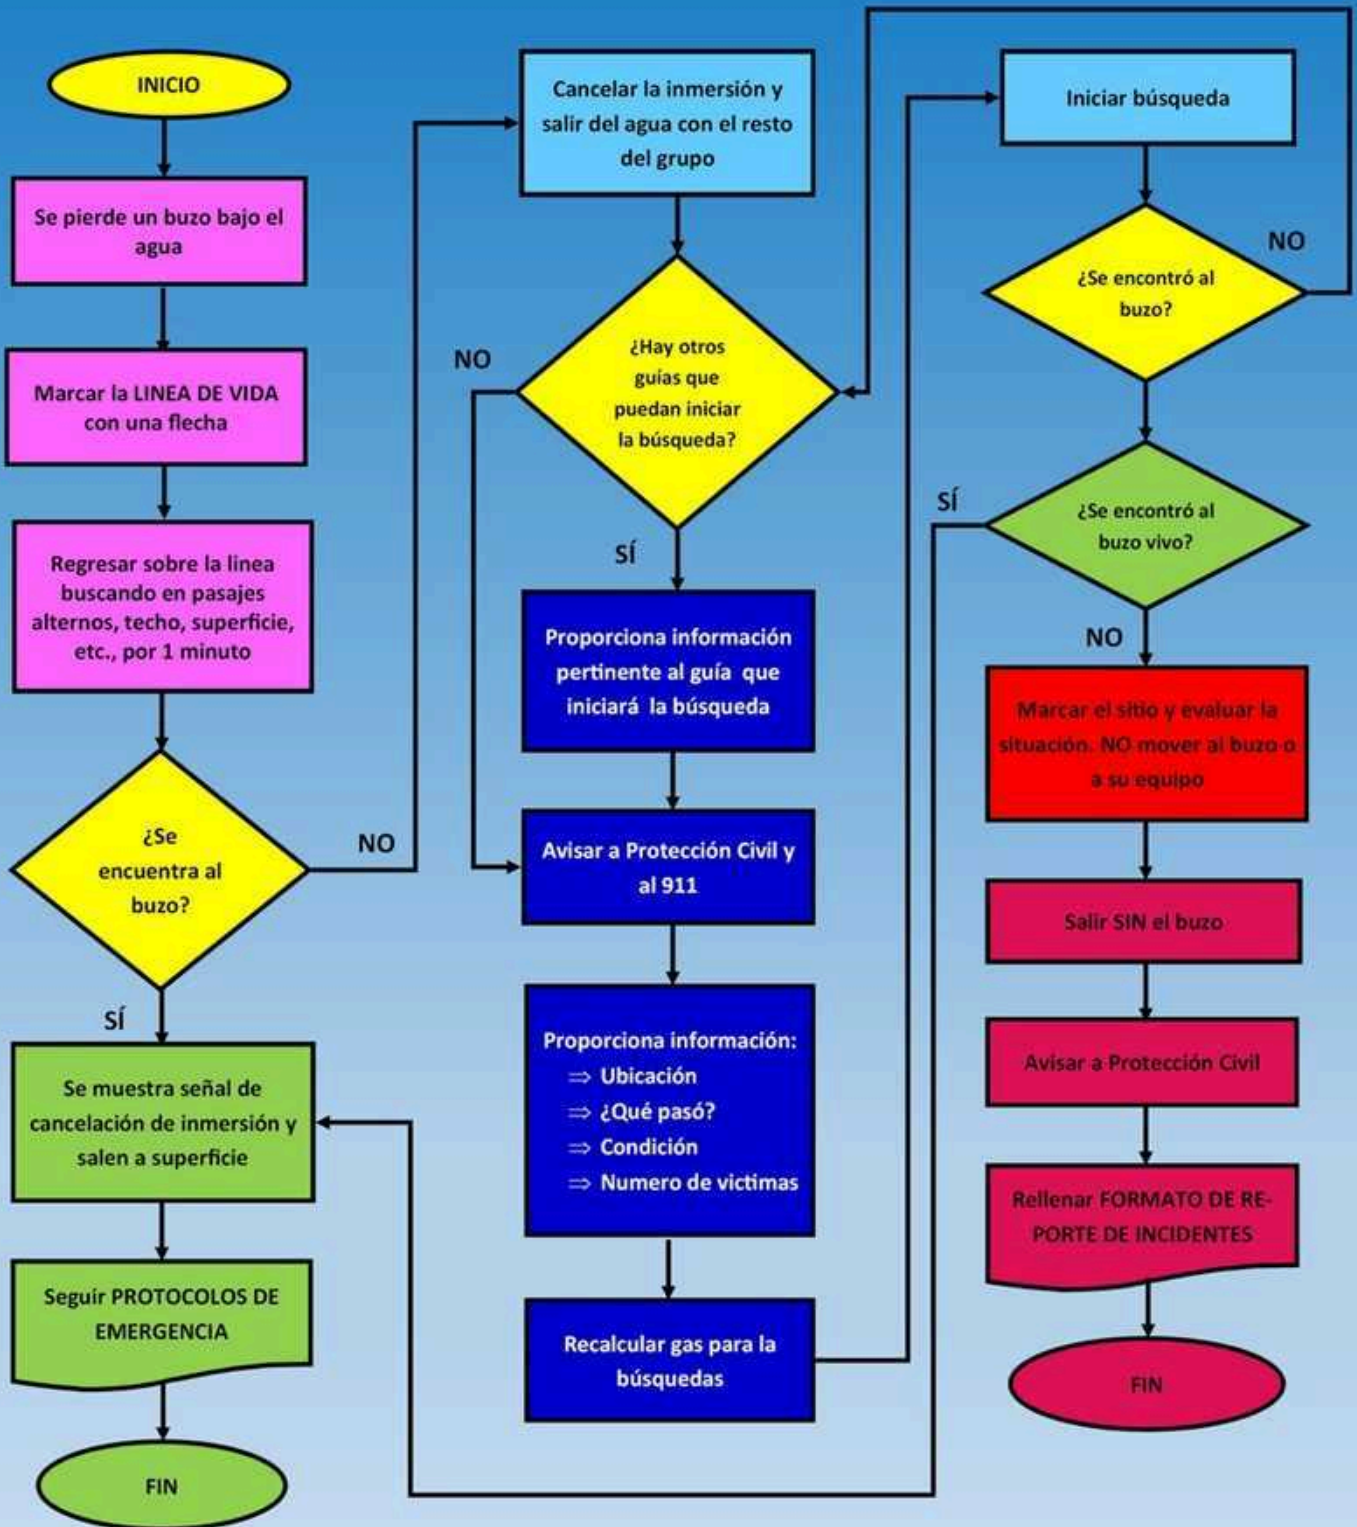 INICIO
Se pierde un buzo bajo el
agua
Marcar la LINEA DE VIDA
con una flecha
Regresar sobre la linea
buscando en pasajes
alternos, techo, superficie,
etc., por 1 minuto
¿Se
encuentra al
buzo?
NO
SÍ
Se muestra señal de
cancelación de inmersión y
salen a superficie
Seguir PROTOCOLOS DE
EMERGENCIA
FIN
Cancelar la inmersión y
salir del agua con el resto
del grupo
¿Hay otros
guías que
puedan iniciar
la búsqueda?
NO
SÍ
Proporciona información
pertinente al guía que
iniciará la búsqueda
Avisar a Protección Civil y
al 911
Proporciona información:
⇒ Ubicación
⇒ ¿Qué pasó?
⇒ Condición
⇒ Numero de victimas
Recalcular gas para la
búsquedas
Iniciar búsqueda
¿Se encontró al
buzo?
NO
¿Se encontró al
buzo vivo?
SÍ
NO
Marcar el sitio y evaluar la
situación. NO mover al buzo o
a su equipo
Salir SIN el buzo
Avisar a Protección Civil
Rellenar FORMATO DE RE-
PORTE DE INCIDENTES
FIN